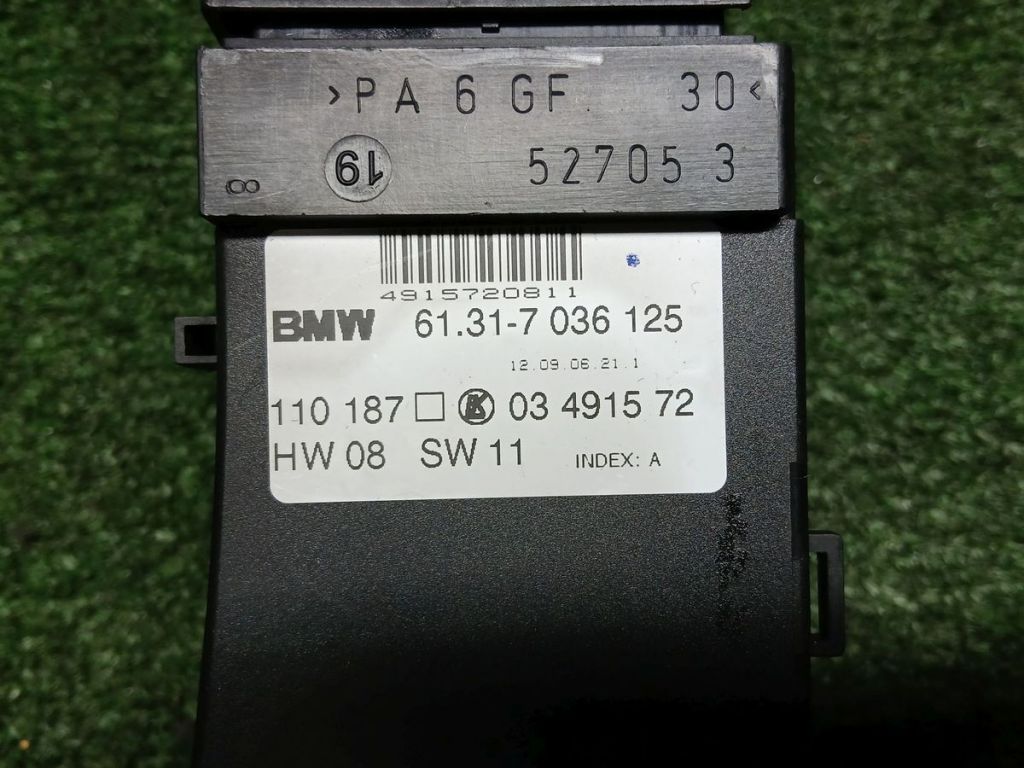 >PA 6 GF 30<
8 19 52705 3
4915720811
BMW 61.31-7 036 125
12.09.06.21.1
110 187 □ K 03 4915 72
HW 08 SW 11 INDEX: A